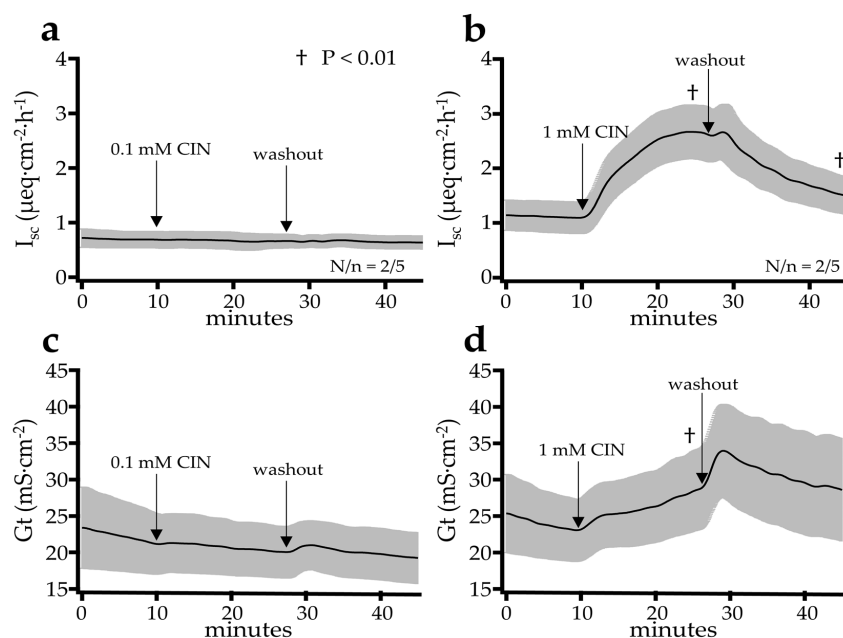 a
† P < 0.01
4
3
2
1
0
I_sc (µeq·cm⁻²·h⁻¹)
0.1 mM CIN
washout
N/n = 2/5
0 10 20 30 40
minutes
b
4
3
2
1
0
I_sc (µeq·cm⁻²·h⁻¹)
washout
†
1 mM CIN
†
N/n = 2/5
0 10 20 30 40
minutes
c
45
40
35
30
25
20
15
Gt (mS·cm⁻²)
0.1 mM CIN
washout
0 10 20 30 40
minutes
d
45
40
35
30
25
20
15
Gt (mS·cm⁻²)
washout
†
1 mM CIN
0 10 20 30 40
minutes